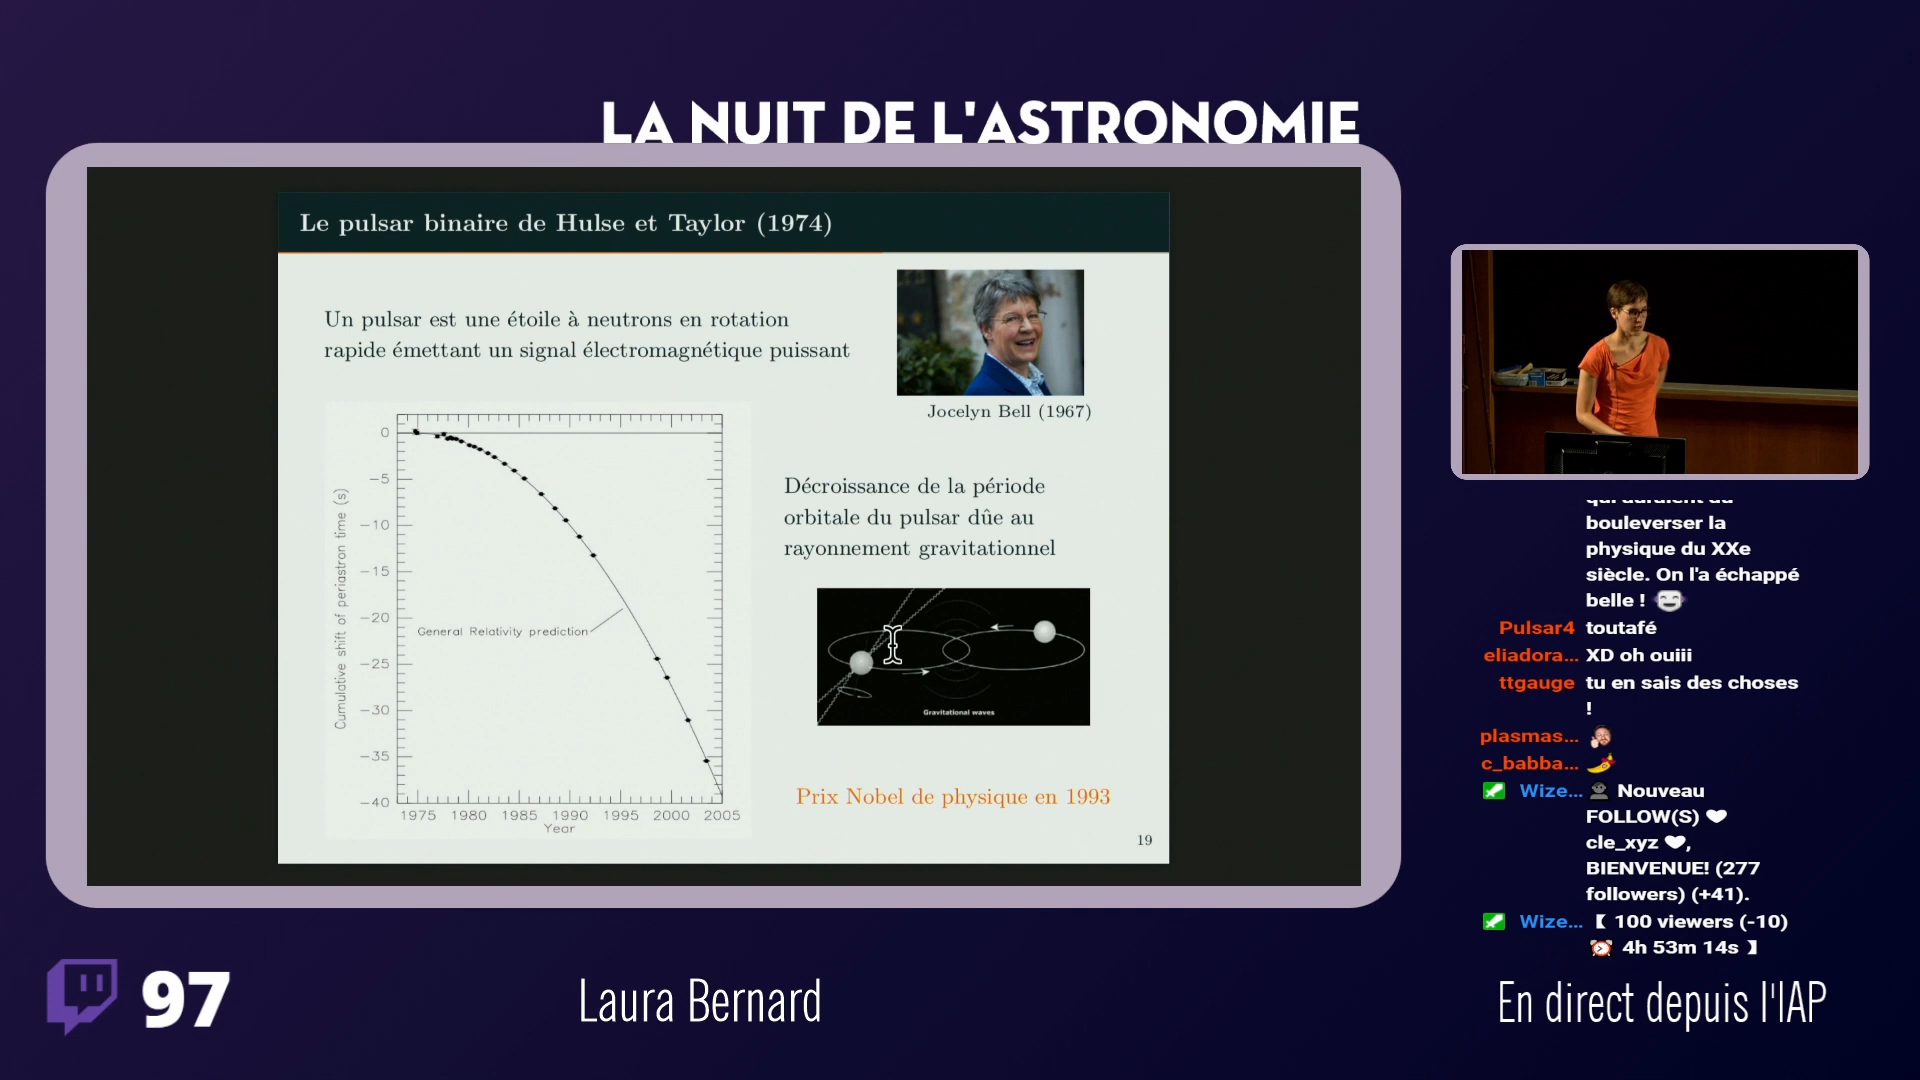 LA NUIT DE L'ASTRONOMIE
Le pulsar binaire de Hulse et Taylor (1974)
Un pulsar est une étoile à neutrons en rotation
rapide émettant un signal électromagnétique puissant
Jocelyn Bell (1967)
0
−5
−10
−15
−20
−25
−30
−35
−40
Cumulative shift of periastron time (s)
General Relativity prediction
1975 1980 1985 1990 1995 2000 2005
Year
Décroissance de la période
orbitale du pulsar dûe au
rayonnement gravitationnel
Gravitational waves
Prix Nobel de physique en 1993
19
bouleverser la
physique du XXe
siècle. On l'a échappé
belle !
Pulsar4 toutafé
eliadora... XD oh ouiii
ttgauge tu en sais des choses
!
plasmas...
c_babba...
Wize... Nouveau
FOLLOW(S)
cle_xyz ,
BIENVENUE! (277
followers) (+41).
Wize... 【 100 viewers (-10)
4h 53m 14s 】
97
Laura Bernard
En direct depuis l'IAP